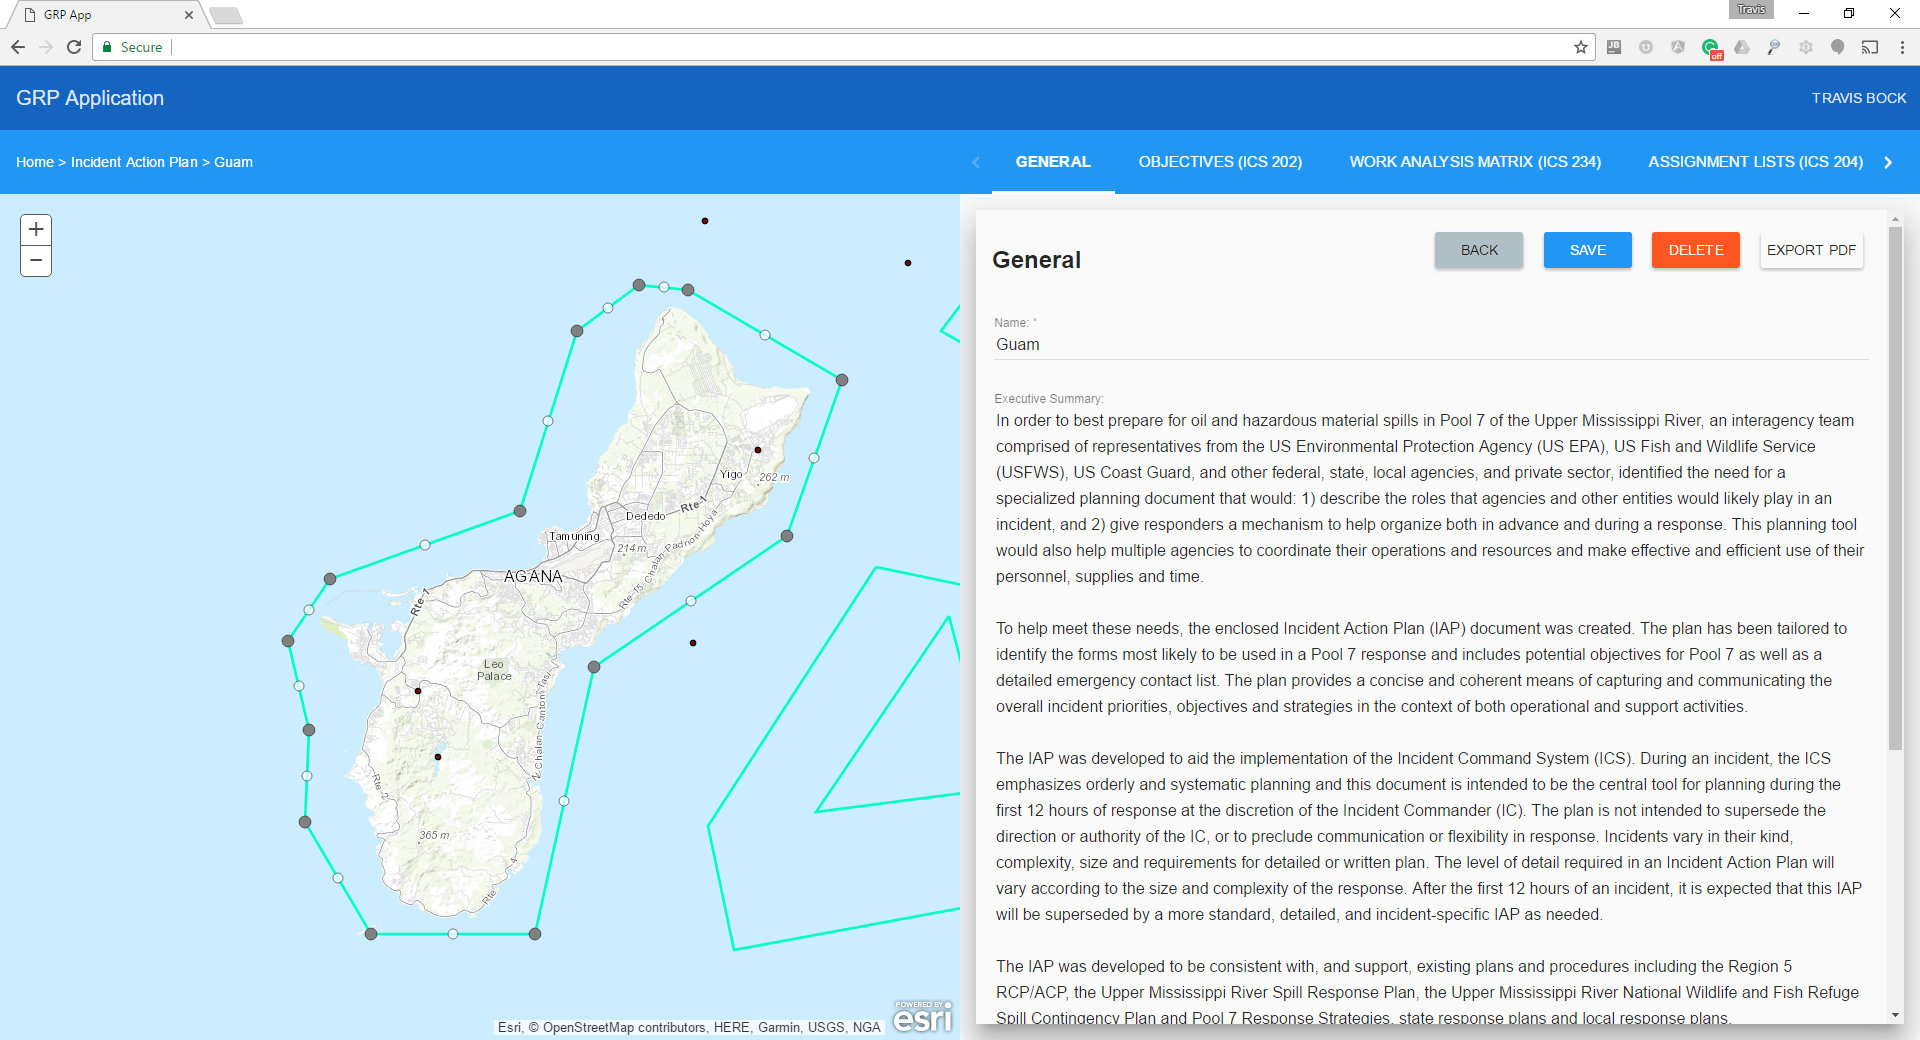 GRP App
Travis
Secure
JB
off
GRP Application
TRAVIS BOCK
Home > Incident Action Plan > Guam
GENERAL
OBJECTIVES (ICS 202)
WORK ANALYSIS MATRIX (ICS 234)
ASSIGNMENT LISTS (ICS 204)
+
−
Yigo
262 m
Rte 1
Dededo
Tamuning
214 m
Rte-15, Chalan Padrion-Hoya
AGANA
Rte-1
Leo
Palace
N Chalan-Canton-Tasi
Rte-2
365 m
Rte 4
POWERED BY
esri
Esri, © OpenStreetMap contributors, HERE, Garmin, USGS, NGA
General
BACK
SAVE
DELETE
EXPORT PDF
Name: *
Guam
Executive Summary:
In order to best prepare for oil and hazardous material spills in Pool 7 of the Upper Mississippi River, an interagency team
comprised of representatives from the US Environmental Protection Agency (US EPA), US Fish and Wildlife Service
(USFWS), US Coast Guard, and other federal, state, local agencies, and private sector, identified the need for a
specialized planning document that would: 1) describe the roles that agencies and other entities would likely play in an
incident, and 2) give responders a mechanism to help organize both in advance and during a response. This planning tool
would also help multiple agencies to coordinate their operations and resources and make effective and efficient use of their
personnel, supplies and time.
To help meet these needs, the enclosed Incident Action Plan (IAP) document was created. The plan has been tailored to
identify the forms most likely to be used in a Pool 7 response and includes potential objectives for Pool 7 as well as a
detailed emergency contact list. The plan provides a concise and coherent means of capturing and communicating the
overall incident priorities, objectives and strategies in the context of both operational and support activities.
The IAP was developed to aid the implementation of the Incident Command System (ICS). During an incident, the ICS
emphasizes orderly and systematic planning and this document is intended to be the central tool for planning during the
first 12 hours of response at the discretion of the Incident Commander (IC). The plan is not intended to supersede the
direction or authority of the IC, or to preclude communication or flexibility in response. Incidents vary in their kind,
complexity, size and requirements for detailed or written plan. The level of detail required in an Incident Action Plan will
vary according to the size and complexity of the response. After the first 12 hours of an incident, it is expected that this IAP
will be superseded by a more standard, detailed, and incident-specific IAP as needed.
The IAP was developed to be consistent with, and support, existing plans and procedures including the Region 5
RCP/ACP, the Upper Mississippi River Spill Response Plan, the Upper Mississippi River National Wildlife and Fish Refuge
Spill Contingency Plan and Pool 7 Response Strategies, state response plans and local response plans.